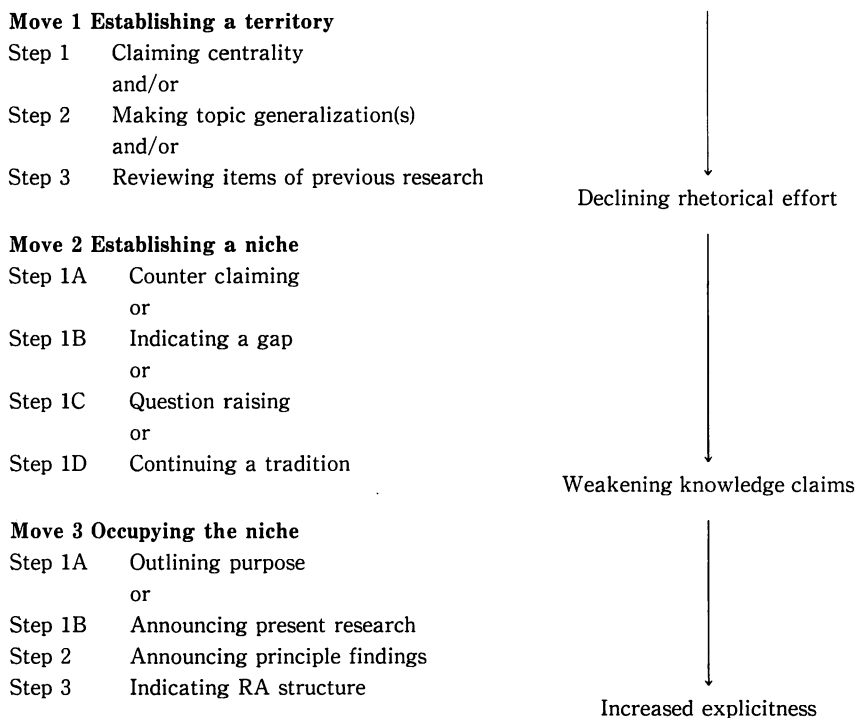 Move 1 Establishing a territory
Step 1 Claiming centrality
and/or
Step 2 Making topic generalization(s)
and/or
Step 3 Reviewing items of previous research
Declining rhetorical effort
Move 2 Establishing a niche
Step 1A Counter claiming
or
Step 1B Indicating a gap
or
Step 1C Question raising
or
Step 1D Continuing a tradition
Weakening knowledge claims
Move 3 Occupying the niche
Step 1A Outlining purpose
or
Step 1B Announcing present research
Step 2 Announcing principle findings
Step 3 Indicating RA structure
Increased explicitness